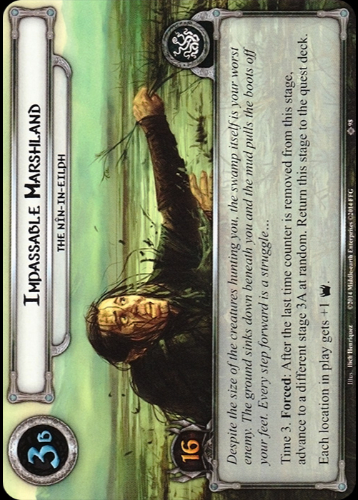 3B
IMPASSABLE MARSHLAND
THE NÎN-IN-EILPH
16
Despite the size of the creatures hunting you, the swamp itself is your worst
enemy. The ground sinks down beneath you and the mud pulls the boots off
your feet. Every step forward is a struggle…
Time 3. Forced: After the last time counter is removed from this stage,
advance to a different stage 3A at random. Return this stage to the quest deck.
Each location in play gets +1
Illus. Ilich Henriquez ©2014 Middle-earth Enterprises ©2014 FFG 98